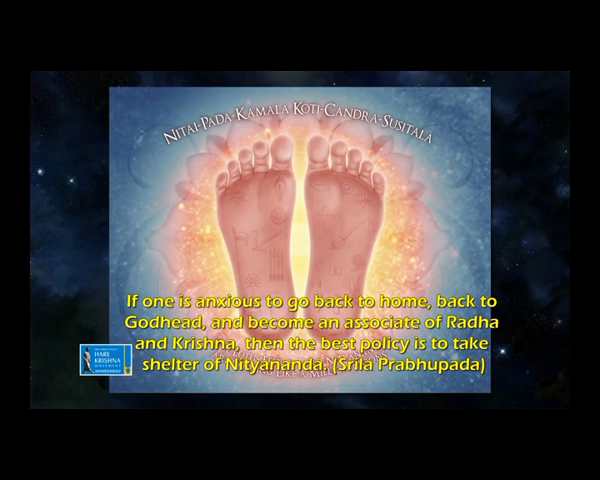 NITAI-PADA-KAMALA KOTI-CANDRA-SUSITALA
If one is anxious to go back to home, back to
Godhead, and become an associate of Radha
and Krishna, then the best policy is to take
shelter of Nityananda. (Srila Prabhupada)
HARE
KRISHNA
MOVEMENT
AHMEDABAD